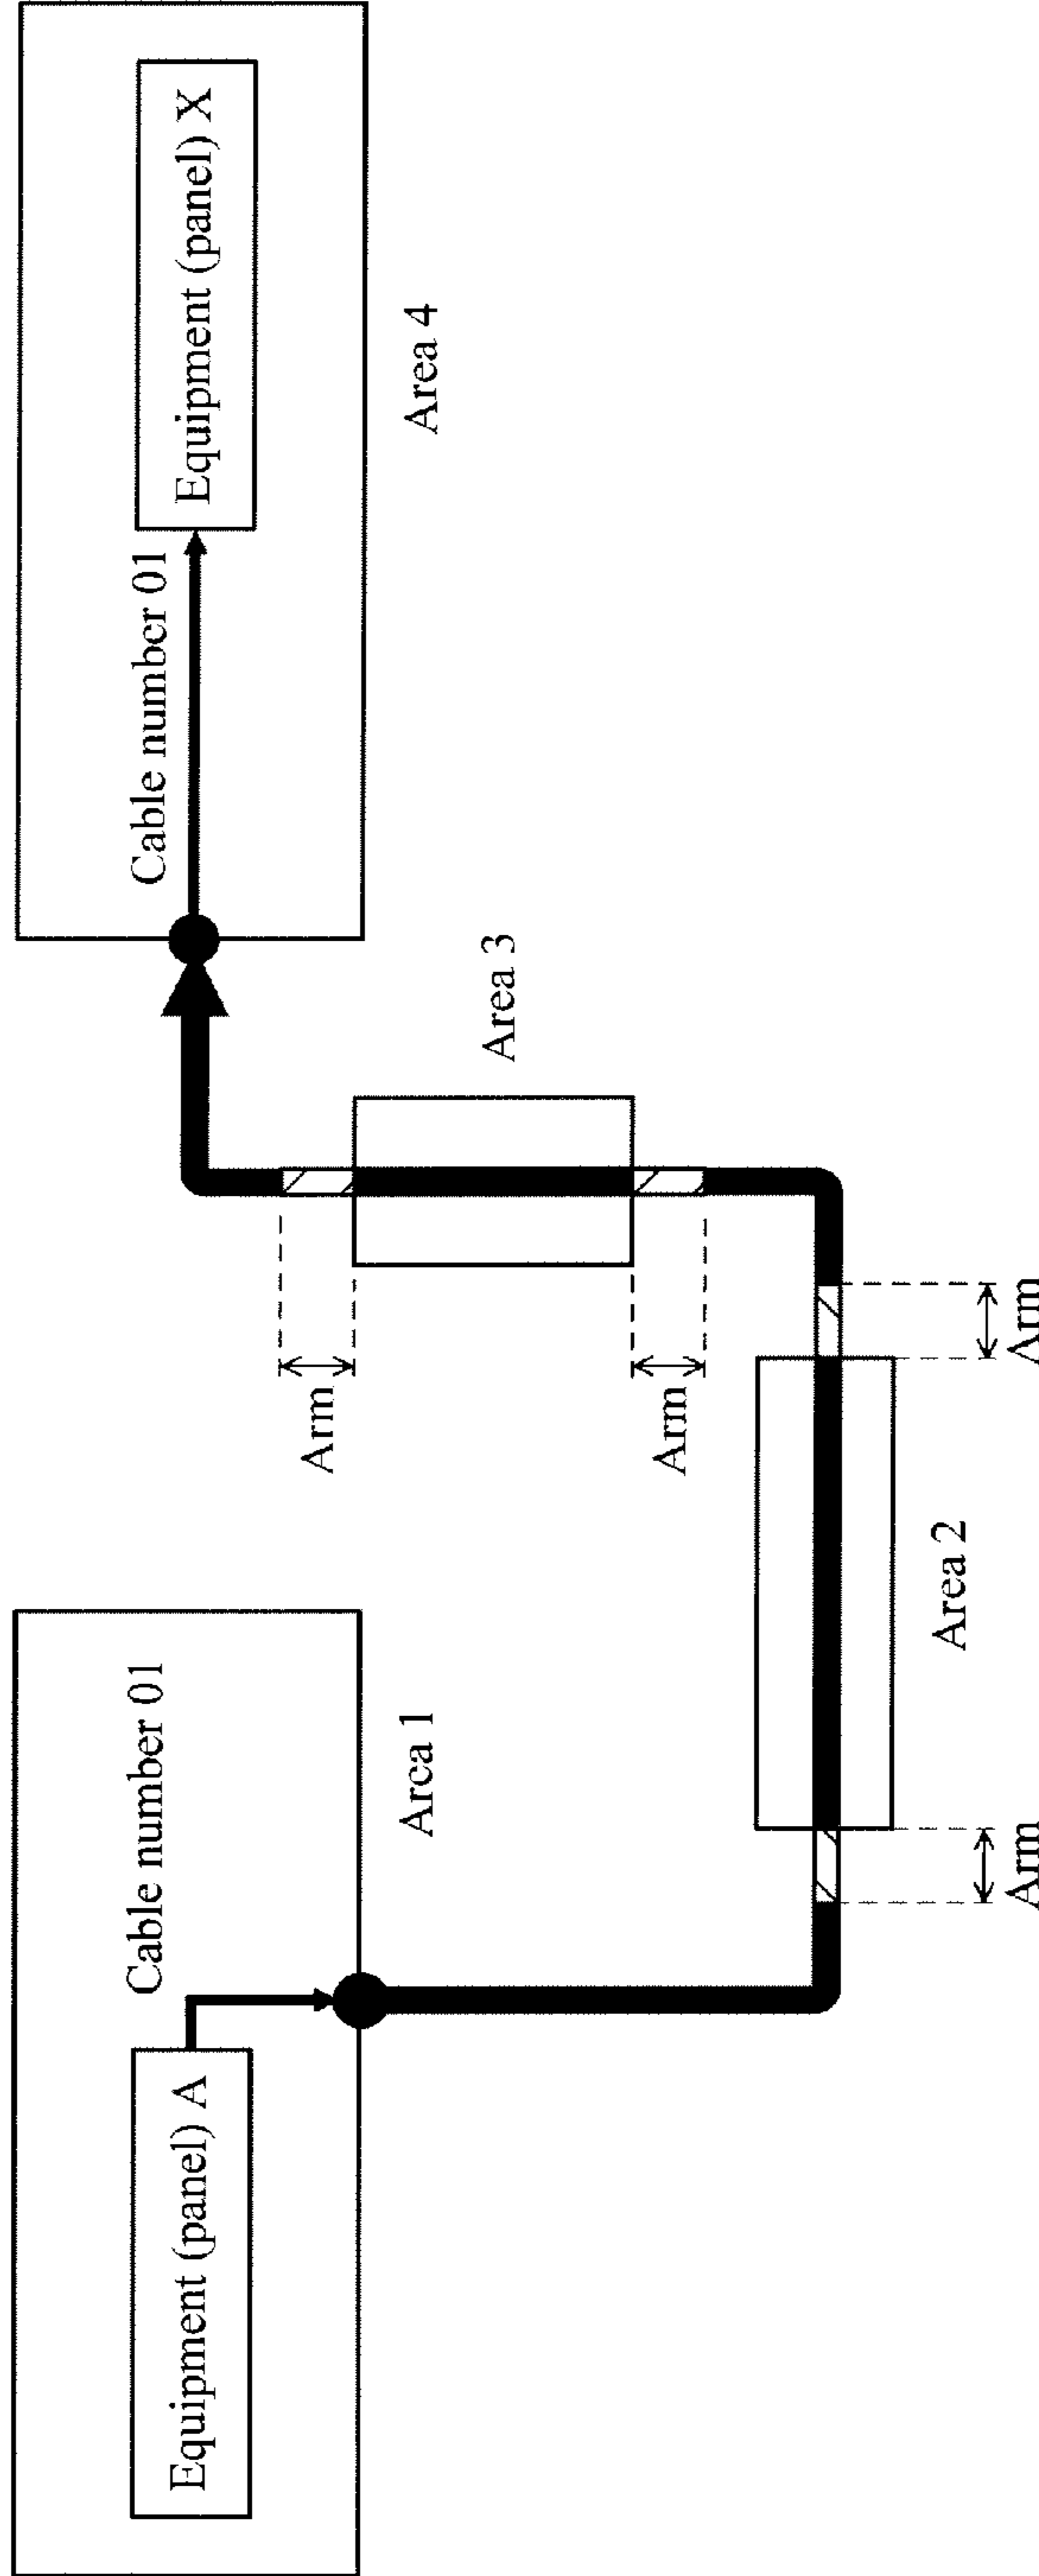 Equipment (panel) A
Cable number 01
Area 1
Arm
Area 2
Arm
Arm
Arm
Area 3
Cable number 01
Equipment (panel) X
Area 4